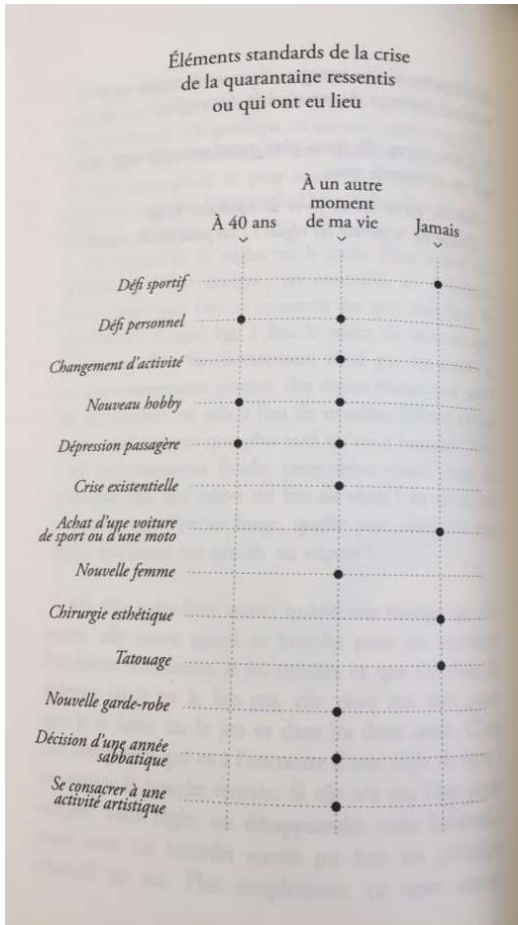 Éléments standards de la crise
de la quarantaine ressentis
ou qui ont eu lieu
À 40 ans
À un autre
moment
de ma vie
Jamais
Défi sportif
Défi personnel
Changement d'activité
Nouveau hobby
Dépression passagère
Crise existentielle
Achat d'une voiture
de sport ou d'une moto
Nouvelle femme
Chirurgie esthétique
Tatouage
Nouvelle garde-robe
Décision d'une année
sabbatique
Se consacrer à une
activité artistique